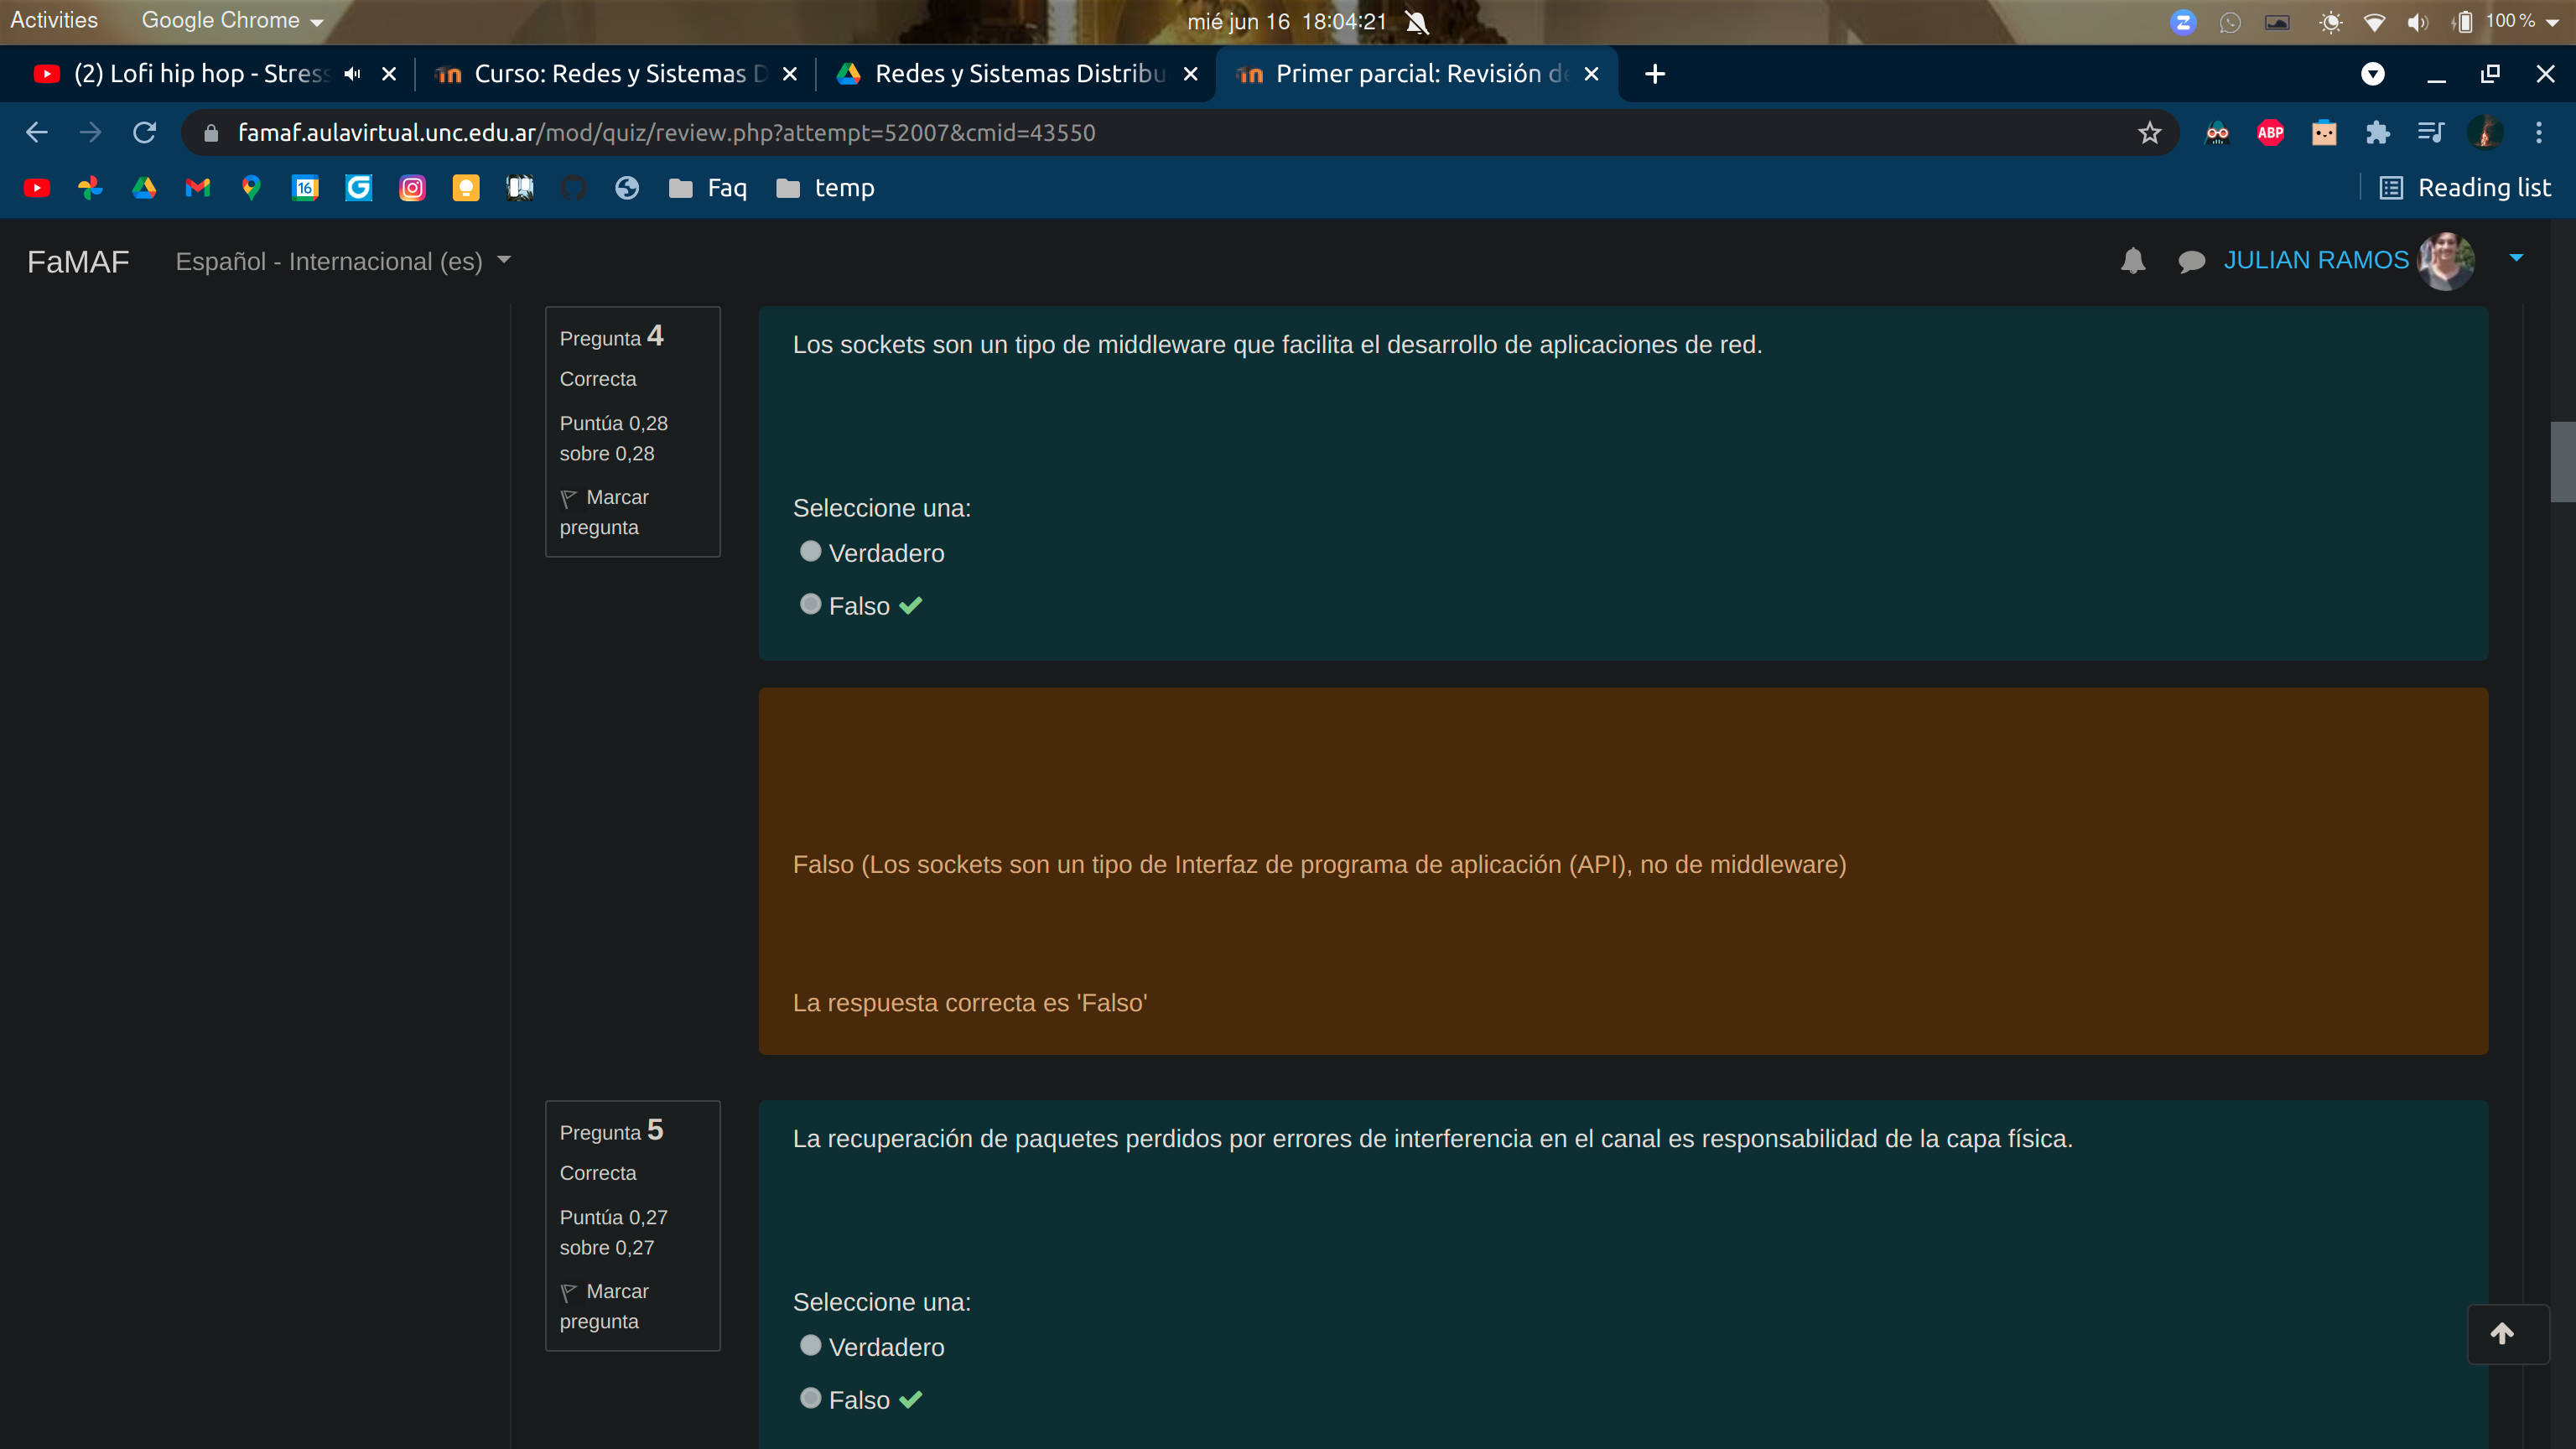 Activities
Google Chrome
mié jun 16 18:04:21
100 %
(2) Lofi hip hop - Stress
Curso: Redes y Sistemas D
Redes y Sistemas Distribu
Primer parcial: Revisión de
famaf.aulavirtual.unc.edu.ar/mod/quiz/review.php?attempt=52007&cmid=43550
ABP
16
Faq
temp
Reading list
FaMAF
Español - Internacional (es)
JULIAN RAMOS
Pregunta 4
Correcta
Puntúa 0,28
sobre 0,28
Marcar
pregunta
Los sockets son un tipo de middleware que facilita el desarrollo de aplicaciones de red.
Seleccione una:
Verdadero
Falso
Falso (Los sockets son un tipo de Interfaz de programa de aplicación (API), no de middleware)
La respuesta correcta es 'Falso'
Pregunta 5
Correcta
Puntúa 0,27
sobre 0,27
Marcar
pregunta
La recuperación de paquetes perdidos por errores de interferencia en el canal es responsabilidad de la capa física.
Seleccione una:
Verdadero
Falso